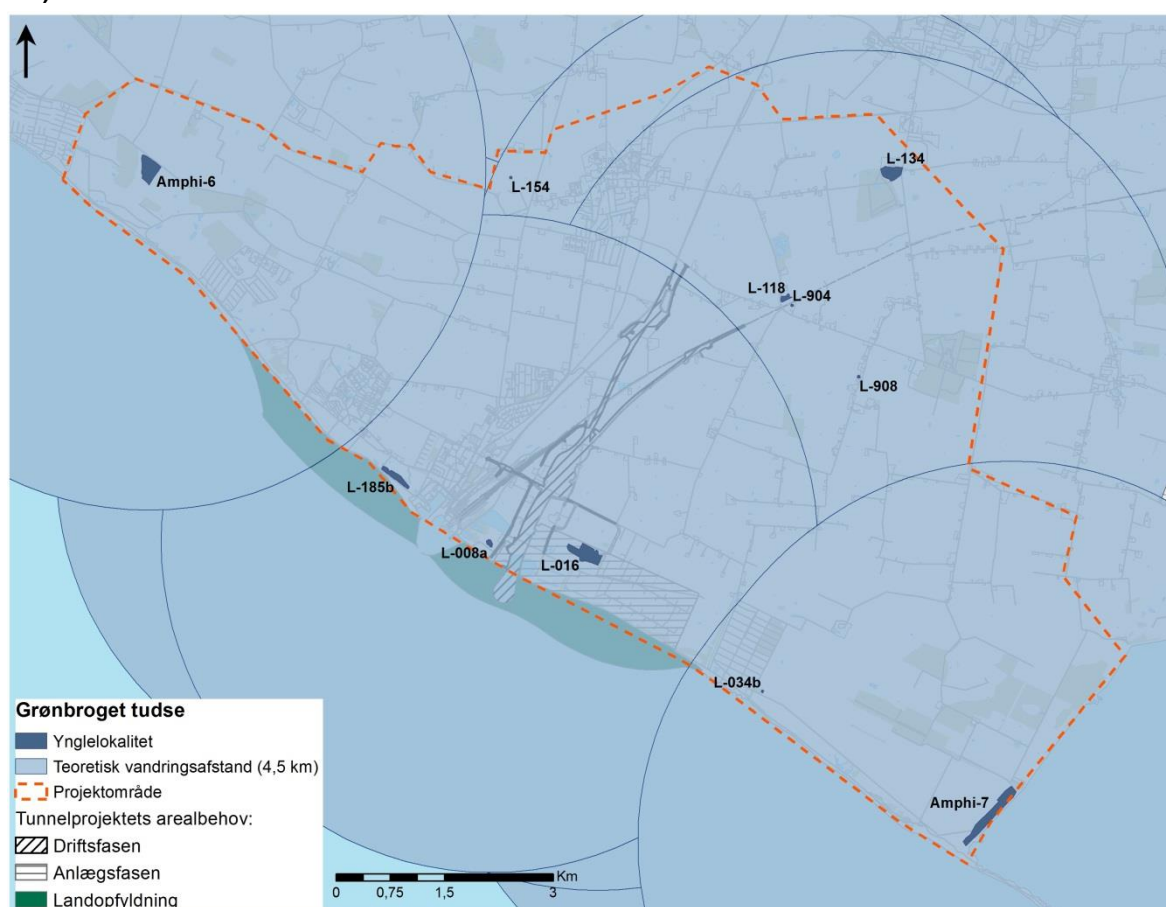 Amphi-6
L-154
L-134
L-118
L-904
L-908
L-185b
L-008a
L-016
L-034b
Amphi-7
Grønbroget tudse
Ynglelokalitet
Teoretisk vandringsafstand (4,5 km)
Projektområde
Tunnelprojektets arealbehov:
Driftsfasen
Anlægsfasen
Landopfyldning
Km
0 0,75 1,5 3